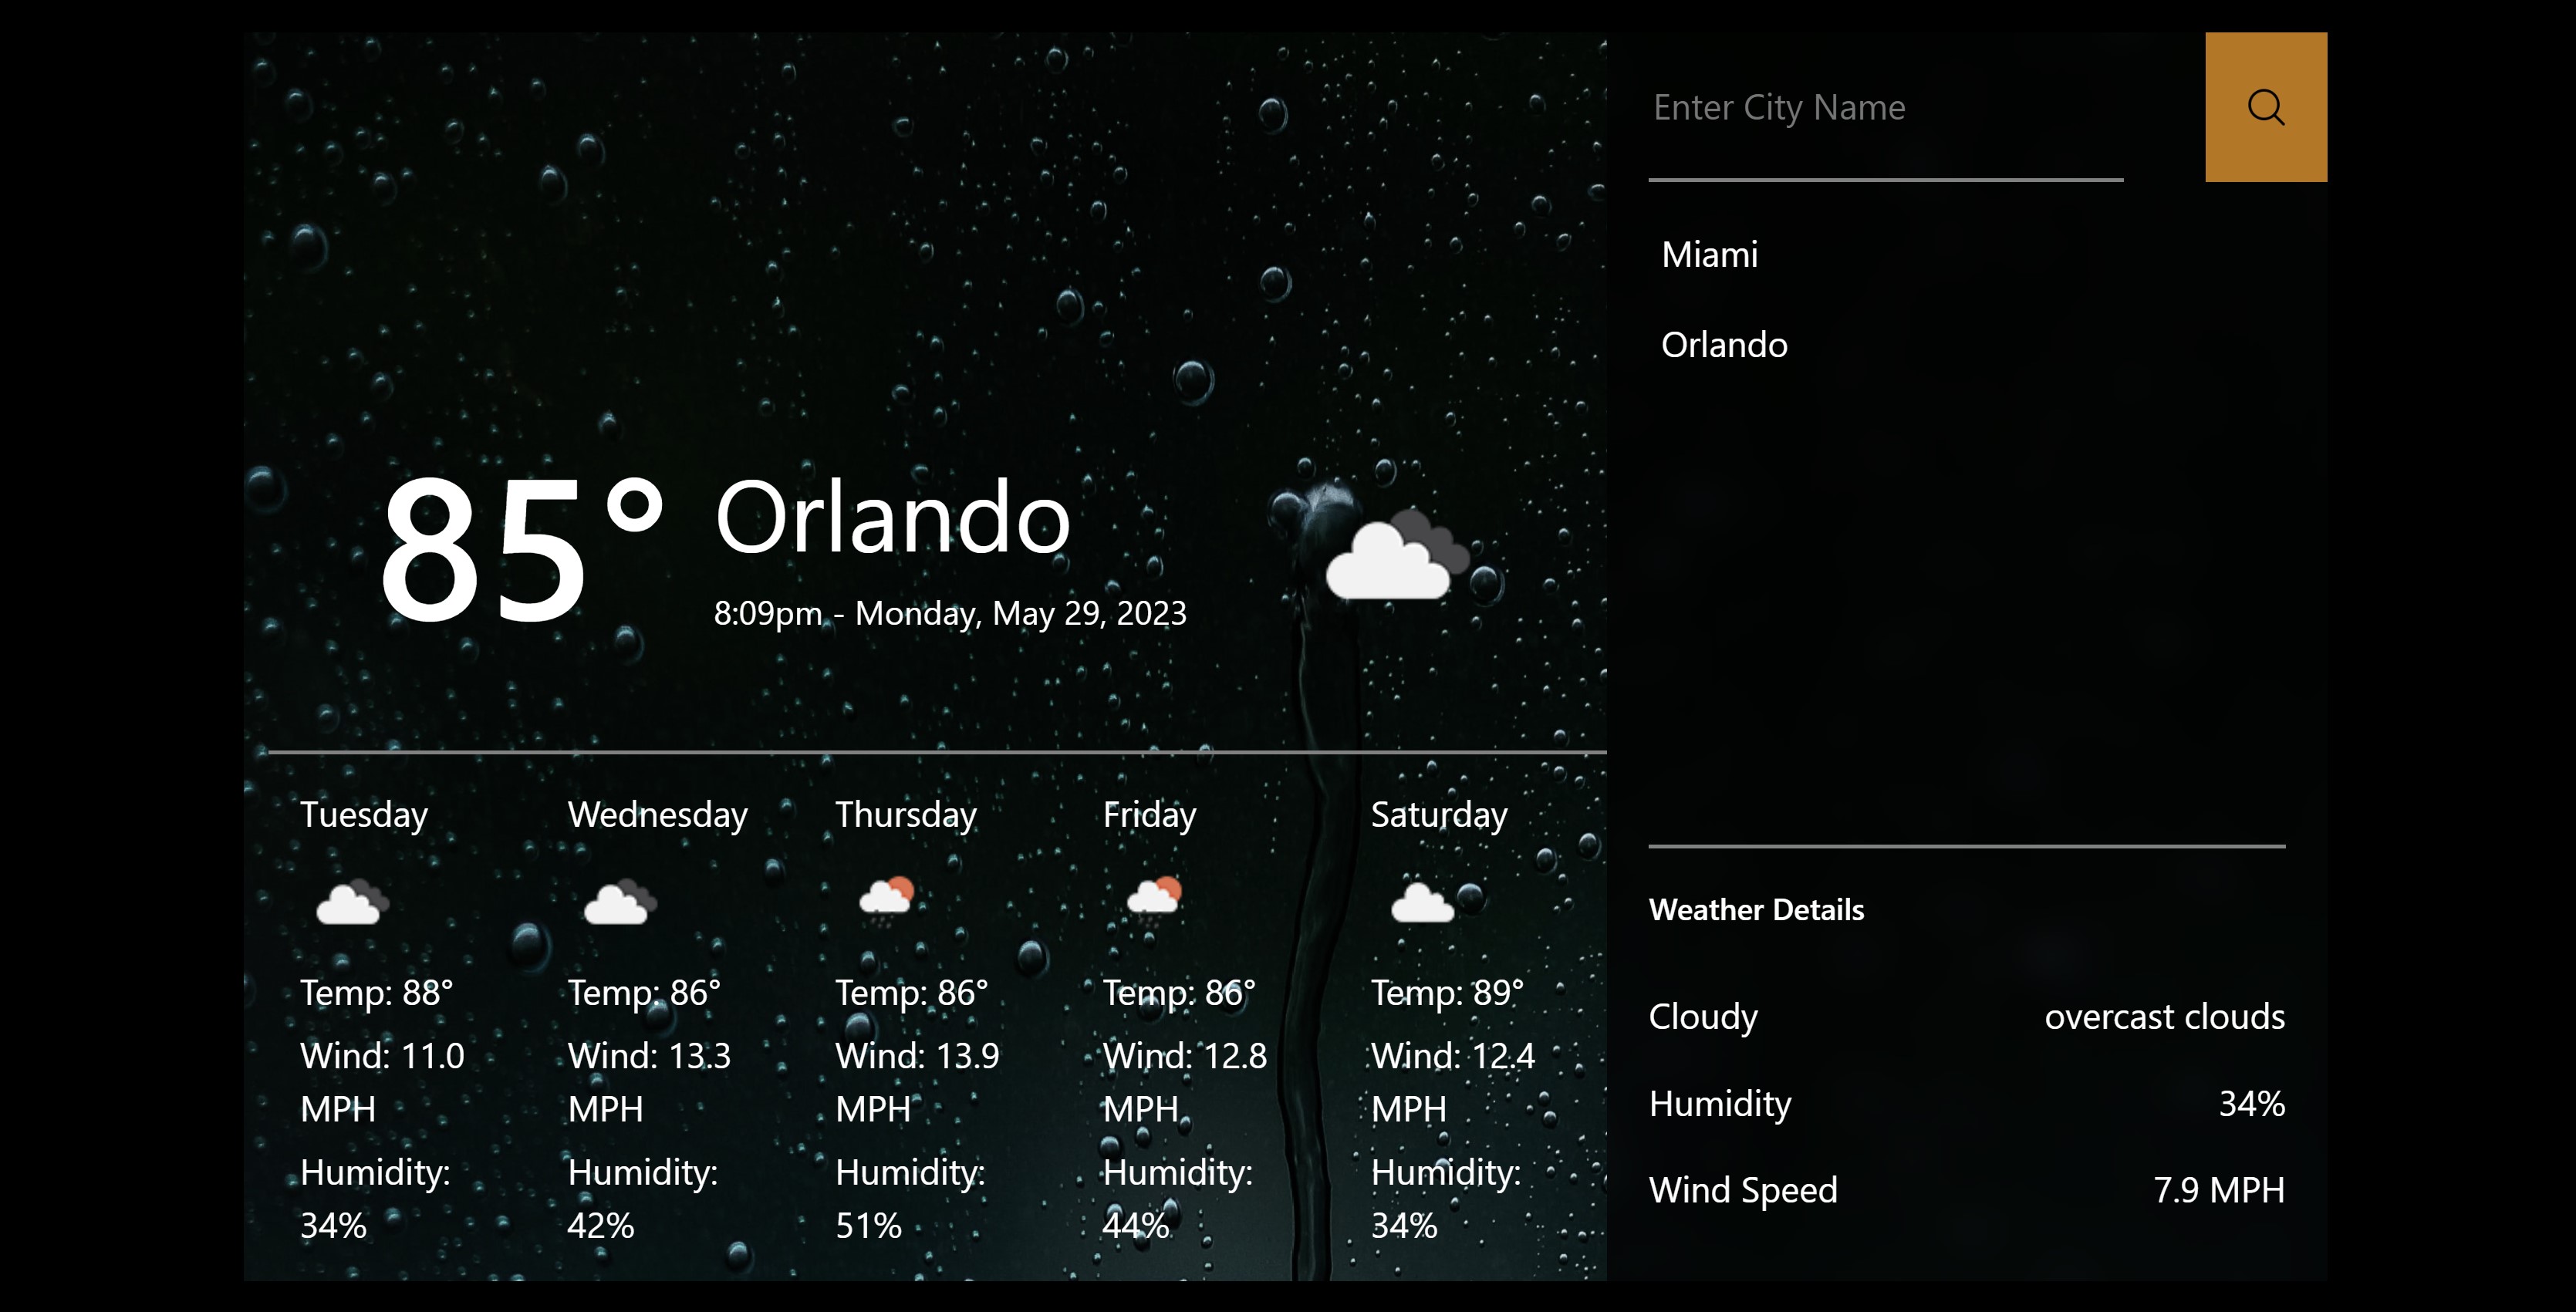 Enter City Name
Miami
Orlando
85°
Orlando
8:09pm - Monday, May 29, 2023
Tuesday
Temp: 88°
Wind: 11.0
MPH
Humidity:
34%
Wednesday
Temp: 86°
Wind: 13.3
MPH
Humidity:
42%
Thursday
Temp: 86°
Wind: 13.9
MPH
Humidity:
51%
Friday
Temp: 86°
Wind: 12.8
MPH
Humidity:
44%
Saturday
Temp: 89°
Wind: 12.4
MPH
Humidity:
34%
Weather Details
Cloudy overcast clouds
Humidity 34%
Wind Speed 7.9 MPH